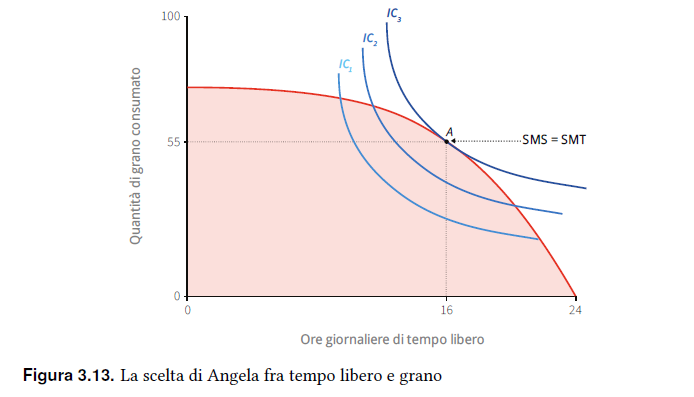 100
IC3
IC2
IC1
Quantità di grano consumato
A
SMS = SMT
55
0
0
16
24
Ore giornaliere di tempo libero
Figura 3.13. La scelta di Angela fra tempo libero e grano